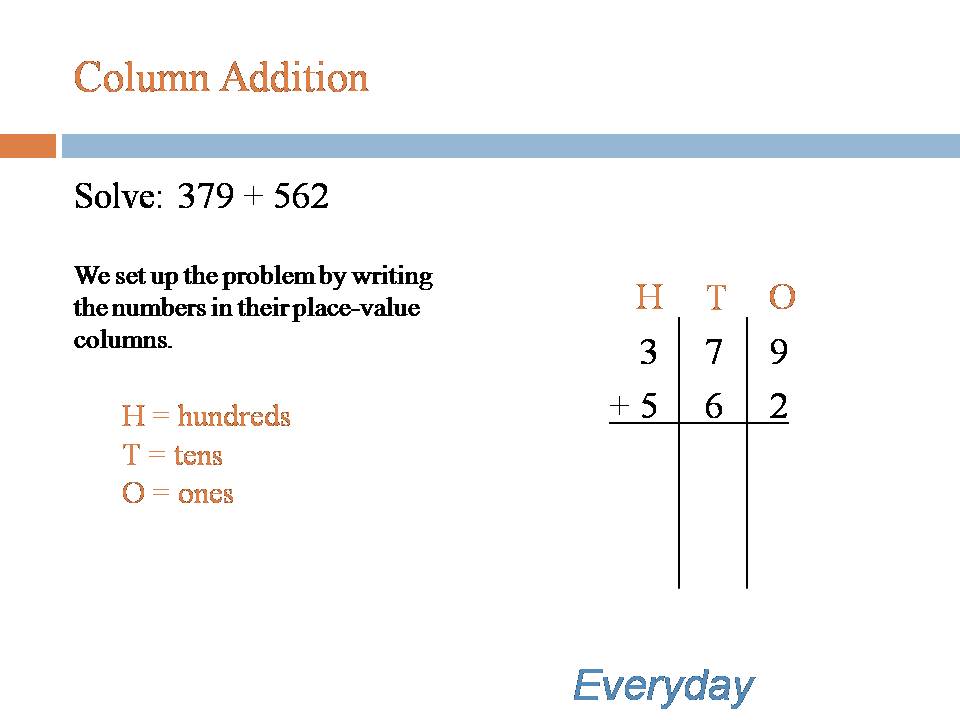 Column Addition
Solve: 379 + 562
We set up the problem by writing
the numbers in their place-value
columns.
H = hundreds
T = tens
O = ones
H T O
3 7 9
+ 5 6 2
Everyday